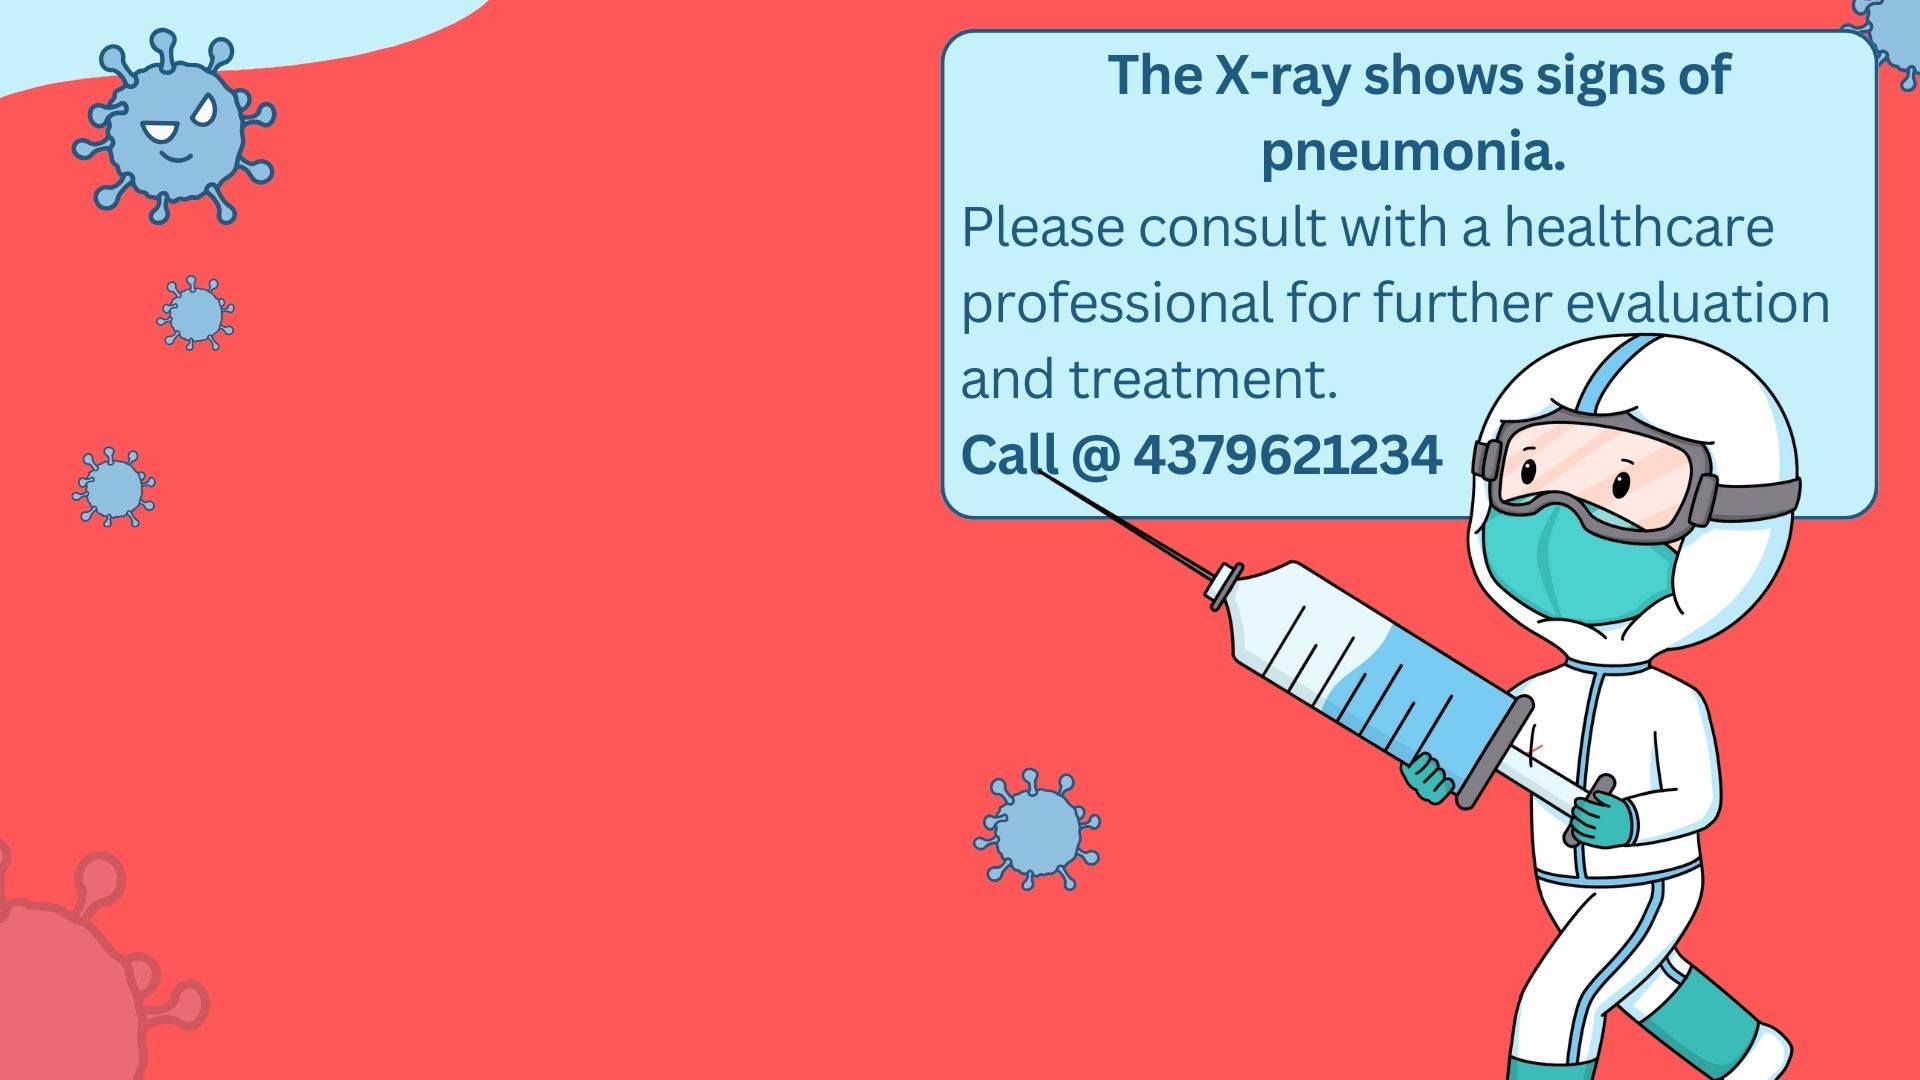 The X-ray shows signs of
pneumonia.
Please consult with a healthcare
professional for further evaluation
and treatment.
Call @ 4379621234